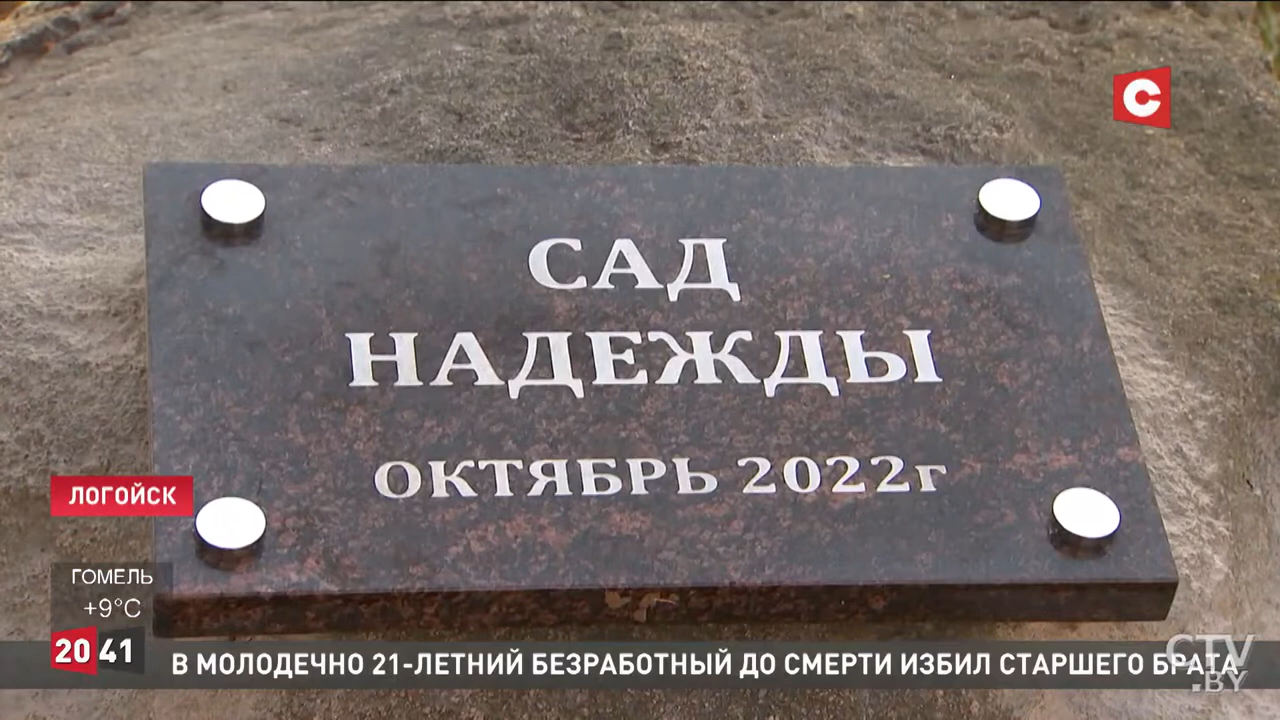 С
САД
НАДЕЖДЫ
ОКТЯБРЬ 2022г
ЛОГОЙСК
ГОМЕЛЬ
+9°C
20 41
В МОЛОДЕЧНО 21-ЛЕТНИЙ БЕЗРАБОТНЫЙ ДО СМЕРТИ ИЗБИЛ СТАРШЕГО БРАТА
CTV
.BY